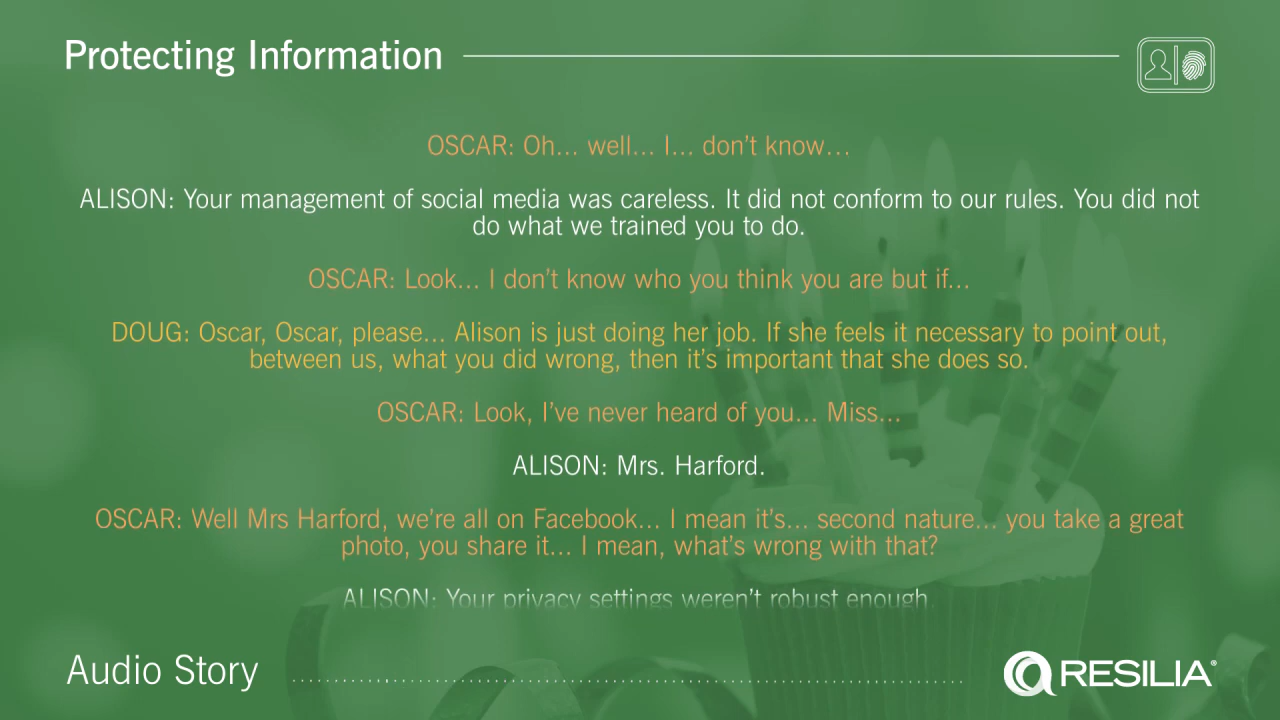 Protecting Information
OSCAR: Oh... well... I... don't know...
ALISON: Your management of social media was careless. It did not conform to our rules. You did not
do what we trained you to do.
OSCAR: Look... I don't know who you think you are but if...
DOUG: Oscar, Oscar, please... Alison is just doing her job. If she feels it necessary to point out,
between us, what you did wrong, then it's important that she does so.
OSCAR: Look, I've never heard of you... Miss...
ALISON: Mrs. Harford.
OSCAR: Well Mrs Harford, we're all on Facebook... I mean it's... second nature... you take a great
photo, you share it... I mean, what's wrong with that?
ALISON: Your privacy settings weren't robust enough.
Audio Story
RESILIA®